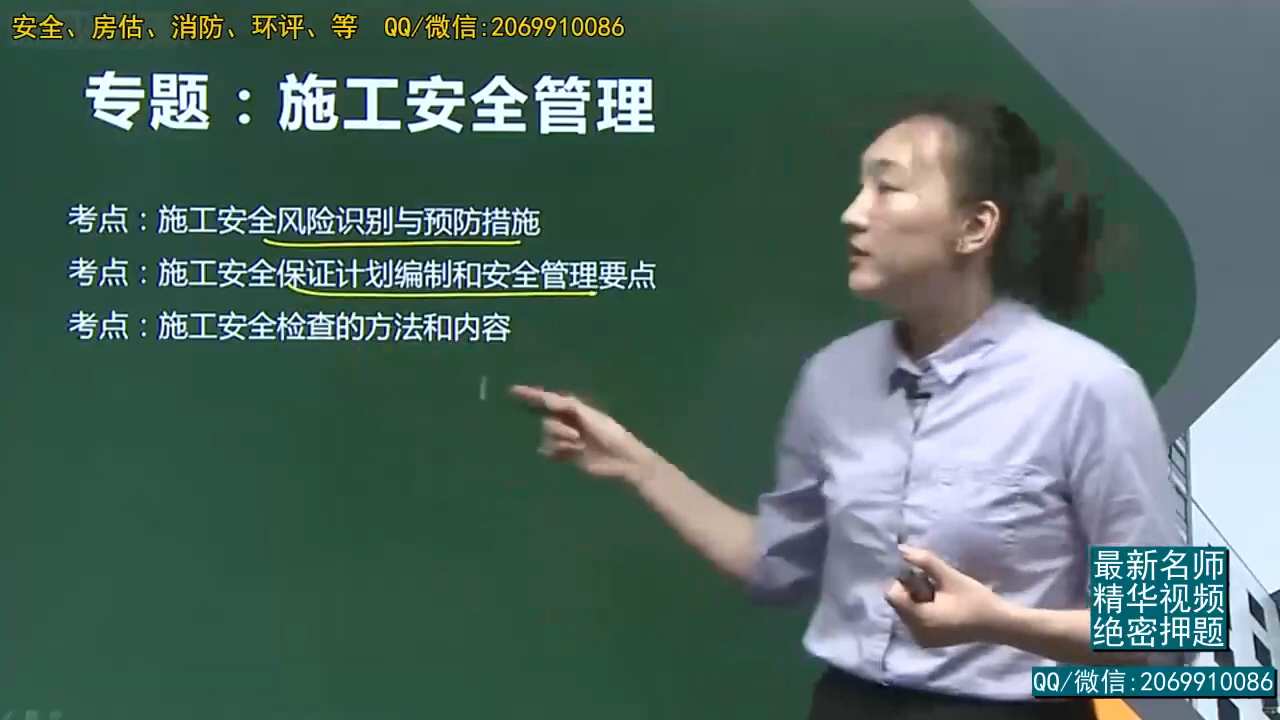 安全、房估、消防、环评、等 QQ/微信:2069910086
专题：施工安全管理
考点：施工安全风险识别与预防措施
考点：施工安全保证计划编制和安全管理要点
考点：施工安全检查的方法和内容
最新名师
精华视频
绝密押题
QQ/微信:2069910086